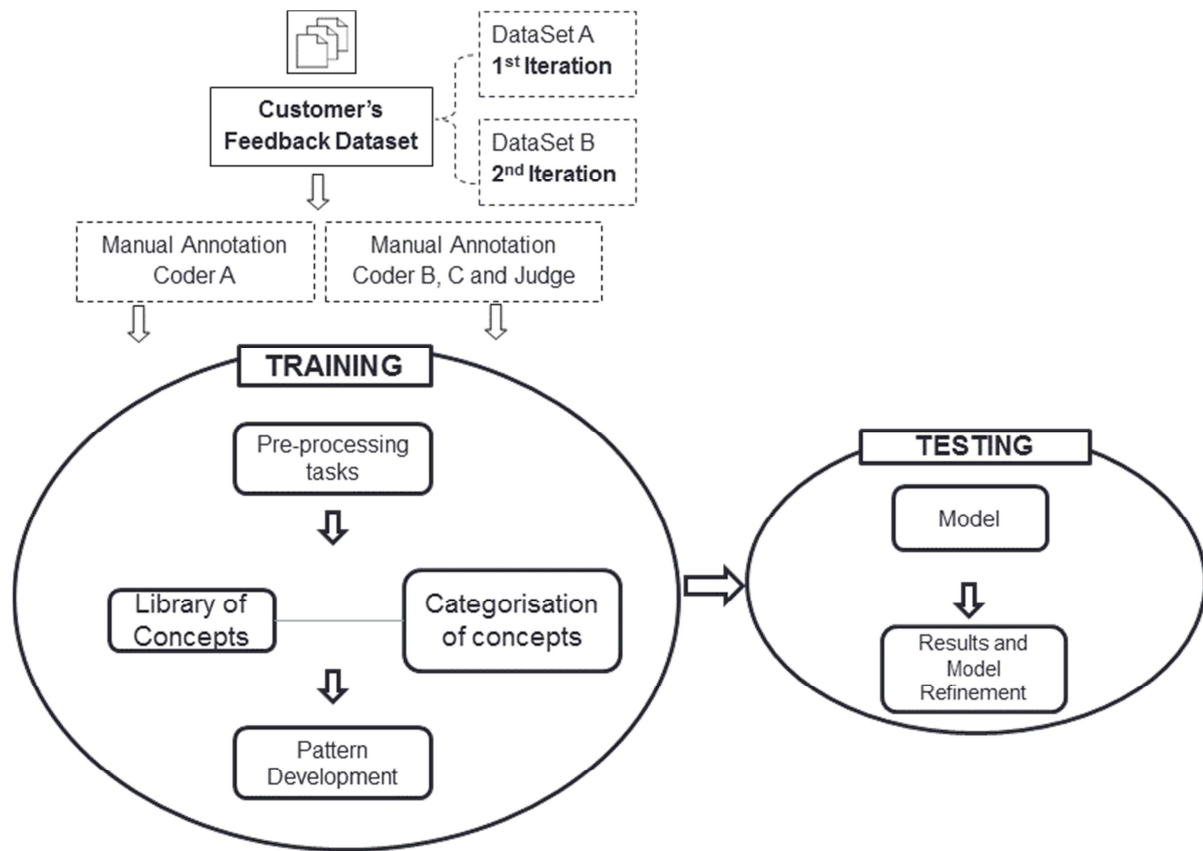 DataSet A
1st Iteration
Customer's
Feedback Dataset
DataSet B
2nd Iteration
Manual Annotation
Coder A
Manual Annotation
Coder B, C and Judge
TRAINING
Pre-processing
tasks
Library of
Concepts
Categorisation
of concepts
Pattern
Development
TESTING
Model
Results and
Model
Refinement